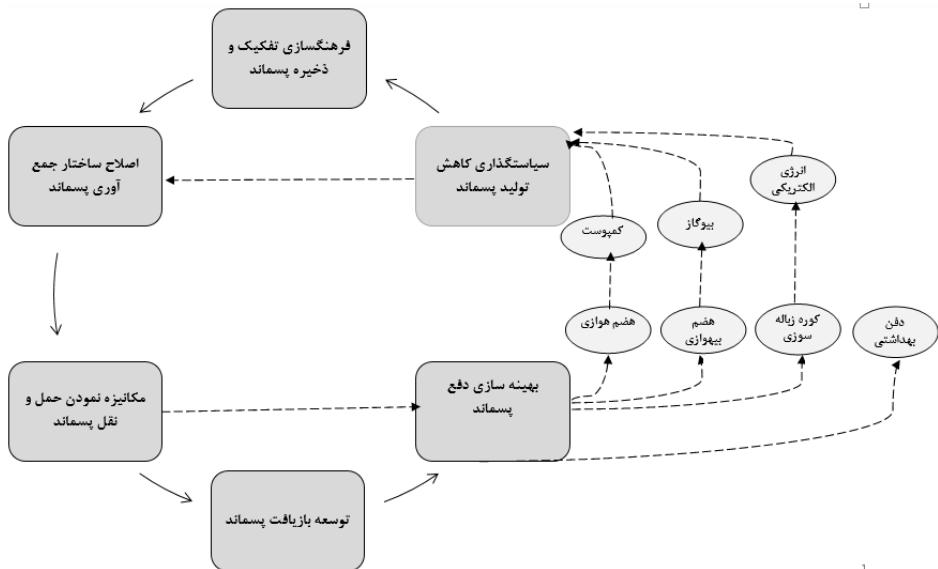 فرهنگسازی تفکیک و
ذخیره پسماند
سیاستگذاری کاهش
تولید پسماند
اصلاح ساختار جمع
آوری پسماند
انرژی
الکتریکی
بیوگاز
کمپوست
هضم هوازی
هضم
بیهوازی
کوره زباله
سوزی
دفن
بهداشتی
بهینه سازی دفع
پسماند
مکانیزه نمودن حمل و
نقل پسماند
توسعه بازیافت پسماند